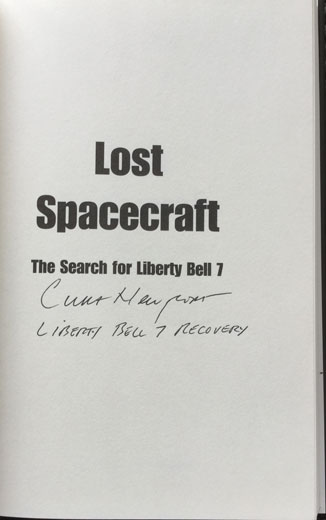 Lost
Spacecraft
The Search for Liberty Bell 7
Curt Newport
LIBERTY BELL 7 RECOVERY